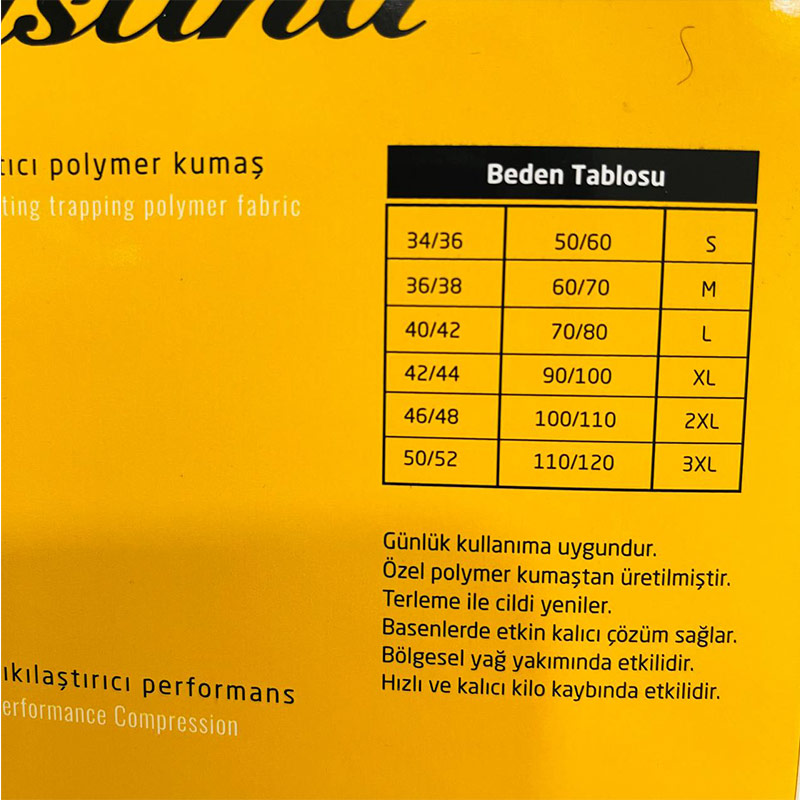 polymer kumaş
trapping polymer fabric
Beden Tablosu
34/36 50/60 S
36/38 60/70 M
40/42 70/80 L
42/44 90/100 XL
46/48 100/110 2XL
50/52 110/120 3XL
Günlük kullanıma uygundur.
Özel polymer kumaştan üretilmiştir.
Terleme ile cildi yeniler.
Basenlerde etkin kalıcı çözüm sağlar.
Bölgesel yağ yakımında etkilidir.
Hızlı ve kalıcı kilo kaybında etkilidir.
ıkılaştırıcı performans
erformance Compression